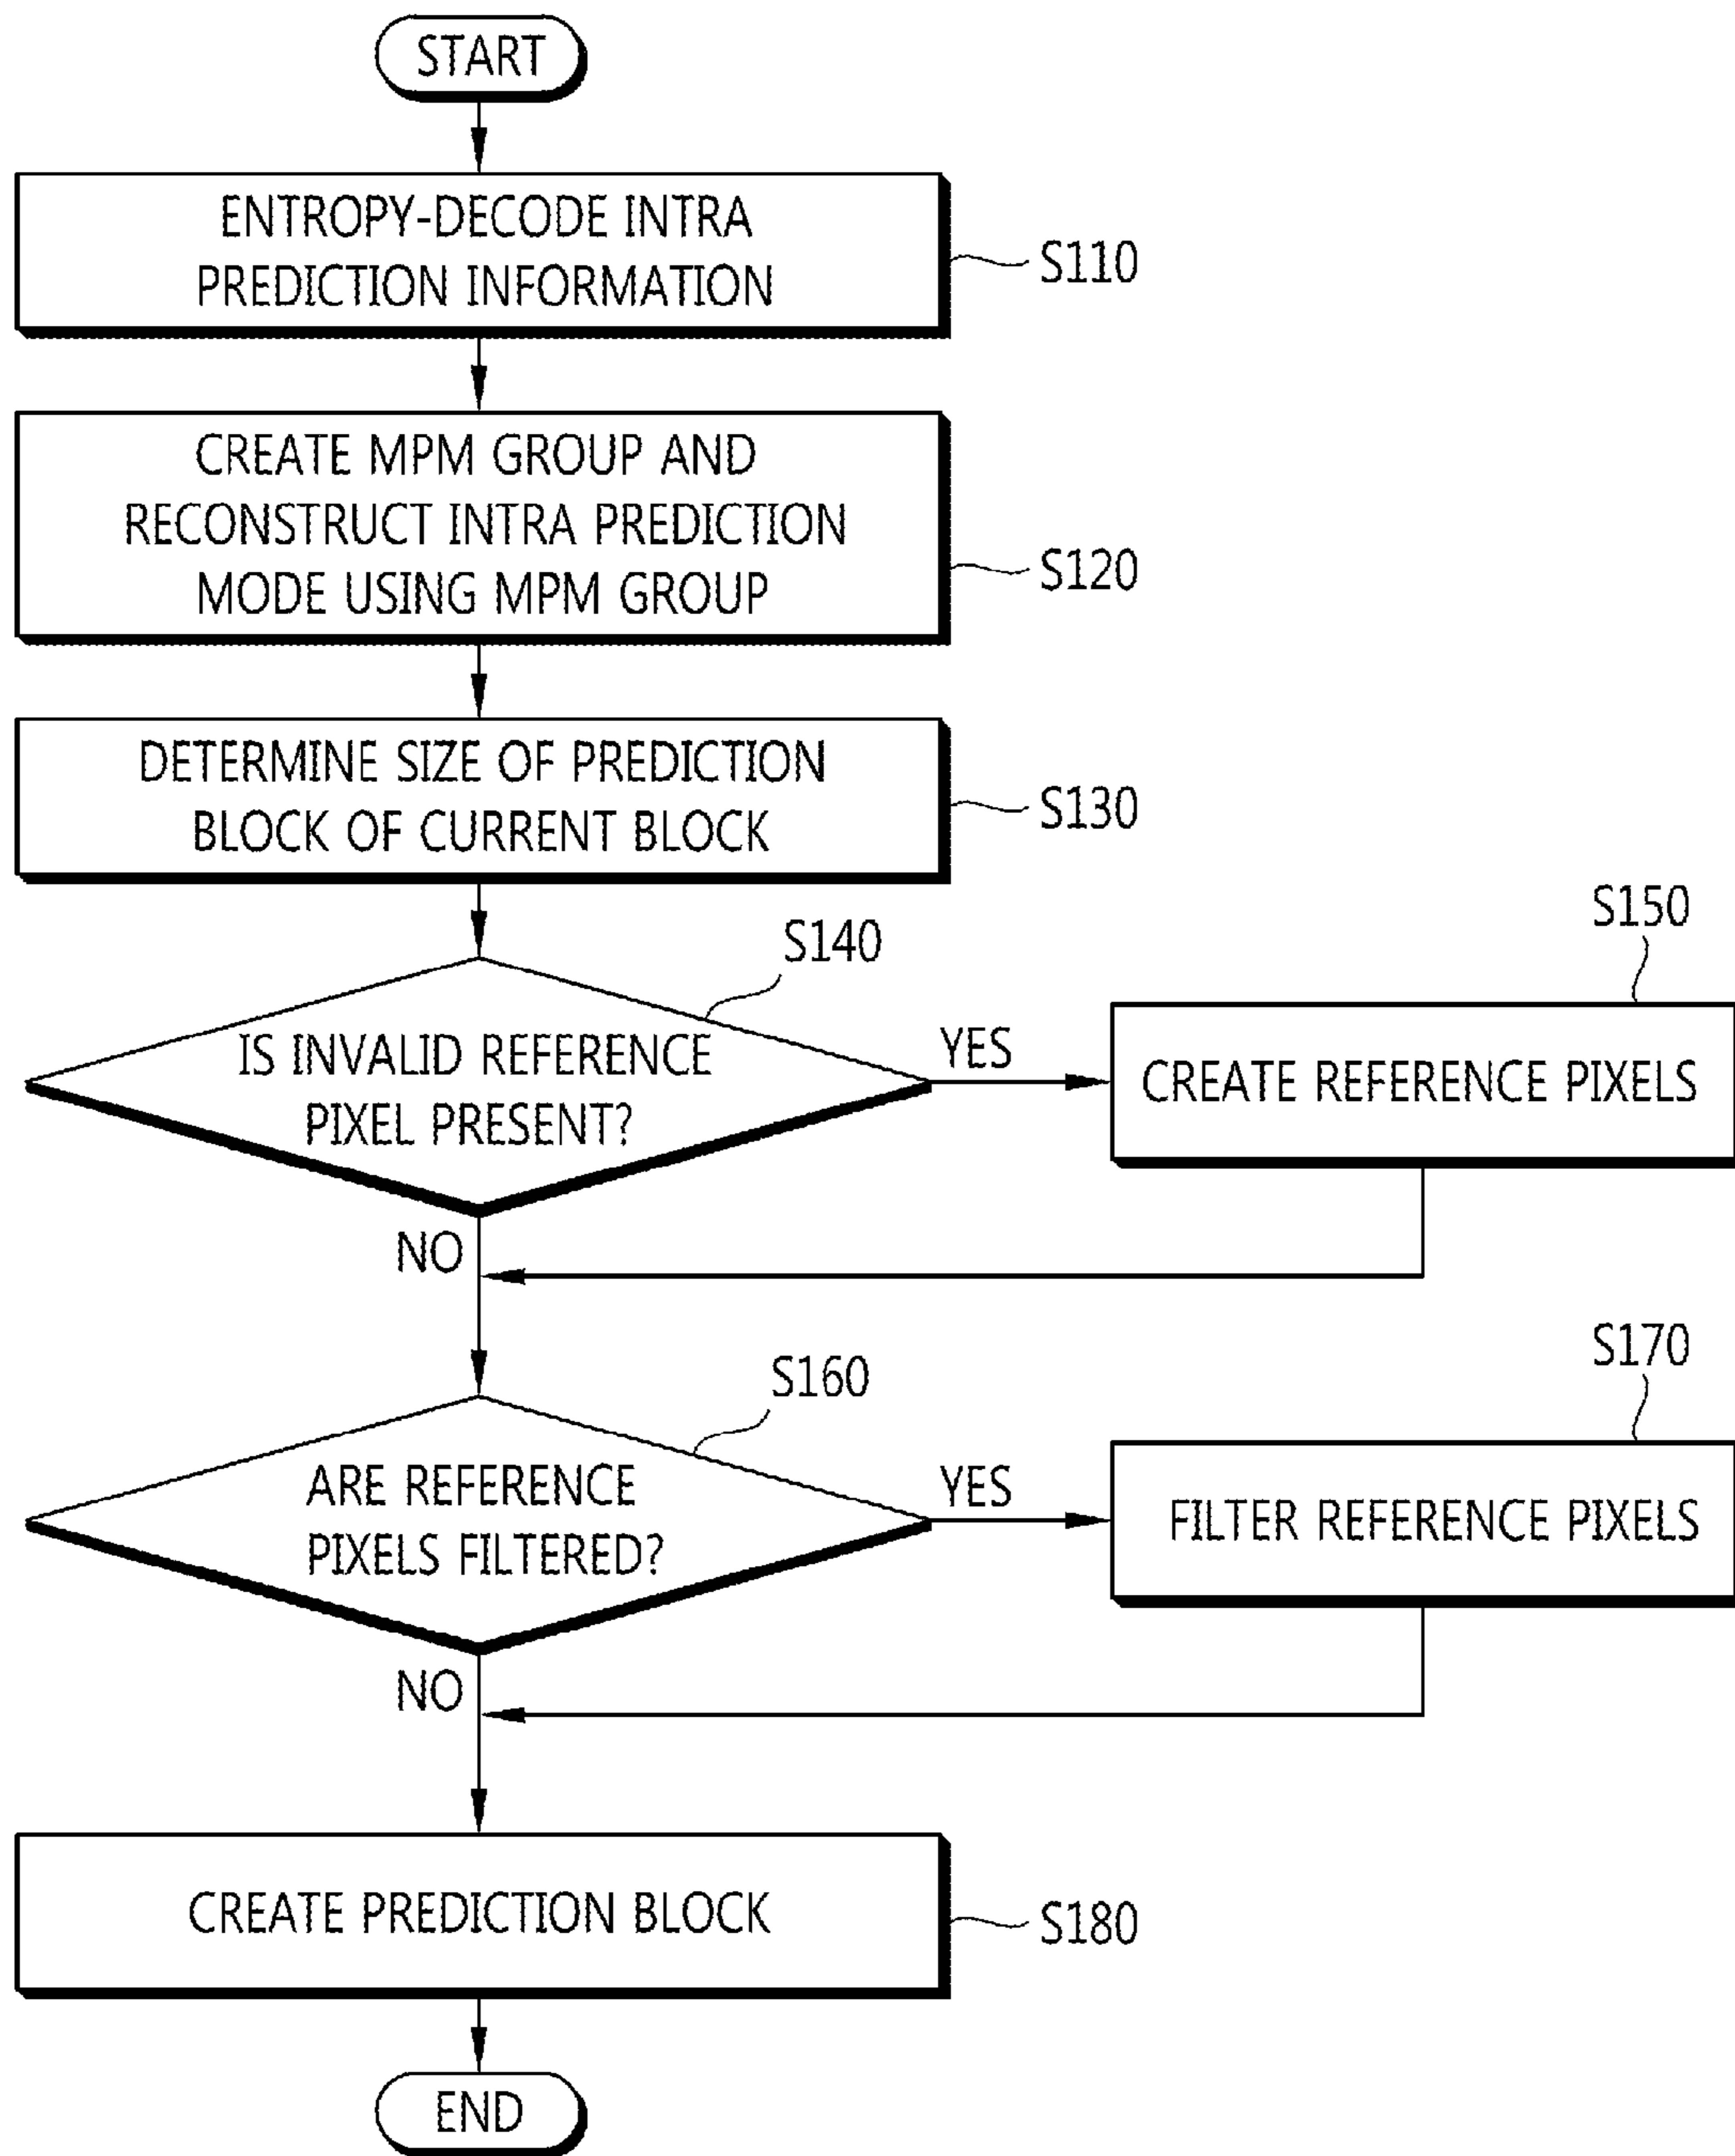 START
ENTROPY-DECODE INTRA
PREDICTION INFORMATION
S110
CREATE MPM GROUP AND
RECONSTRUCT INTRA PREDICTION
MODE USING MPM GROUP
S120
DETERMINE SIZE OF PREDICTION
BLOCK OF CURRENT BLOCK
S130
S140
IS INVALID REFERENCE
PIXEL PRESENT?
YES
S150
CREATE REFERENCE PIXELS
NO
S160
ARE REFERENCE
PIXELS FILTERED?
YES
S170
FILTER REFERENCE PIXELS
NO
CREATE PREDICTION BLOCK
S180
END